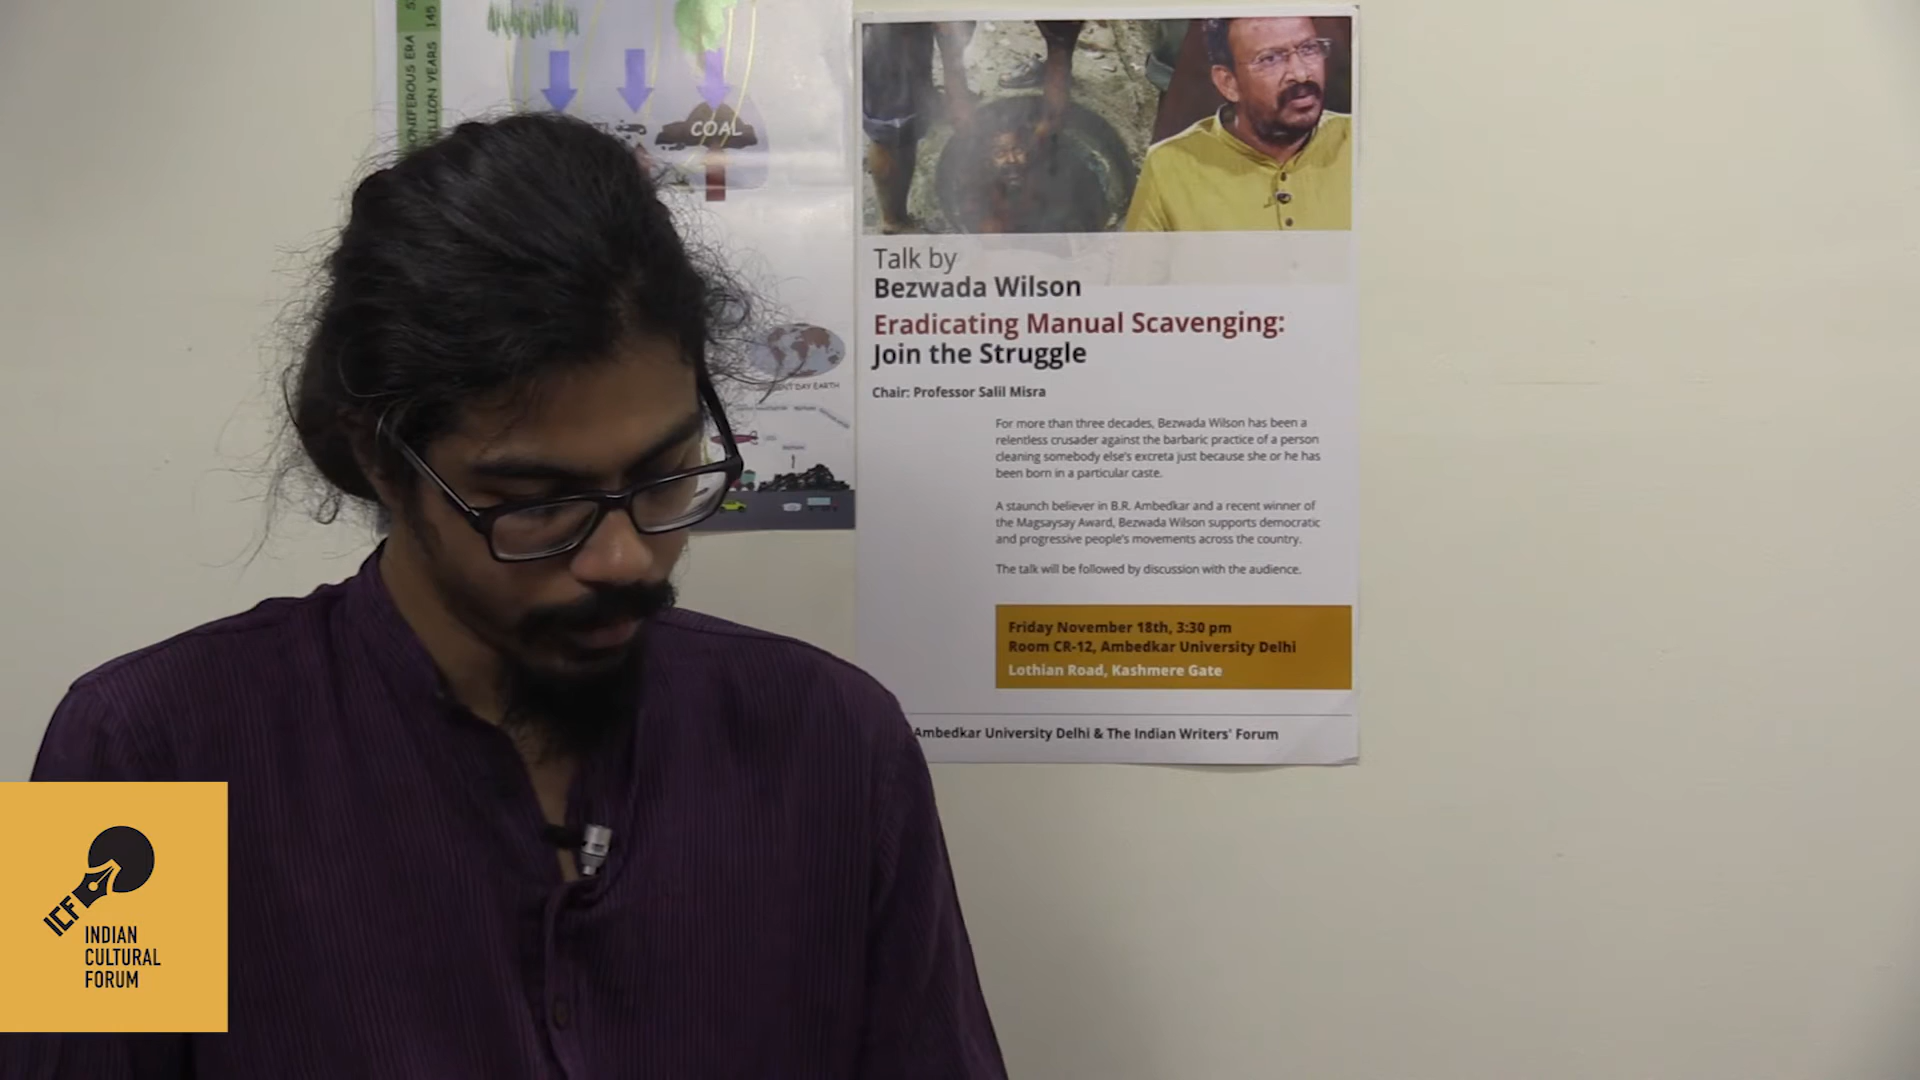 COAL
Talk by
Bezwada Wilson
Eradicating Manual Scavenging:
Join the Struggle
Chair: Professor Salil Misra
For more than three decades, Bezwada Wilson has been a
relentless crusader against the barbaric practice of a person
cleaning somebody else's excreta just because she or he has
been born in a particular caste.
A staunch believer in B.R. Ambedkar and a recent winner of
the Magsaysay Award, Bezwada Wilson supports democratic
and progressive people's movements across the country.
The talk will be followed by discussion with the audience.
Friday November 18th, 3:30 pm
Room CR-12, Ambedkar University Delhi
Lothian Road, Kashmere Gate
Ambedkar University Delhi & The Indian Writers' Forum
DAY EARTH
ERA
YEARS 145
ICF
INDIAN
CULTURAL
FORUM